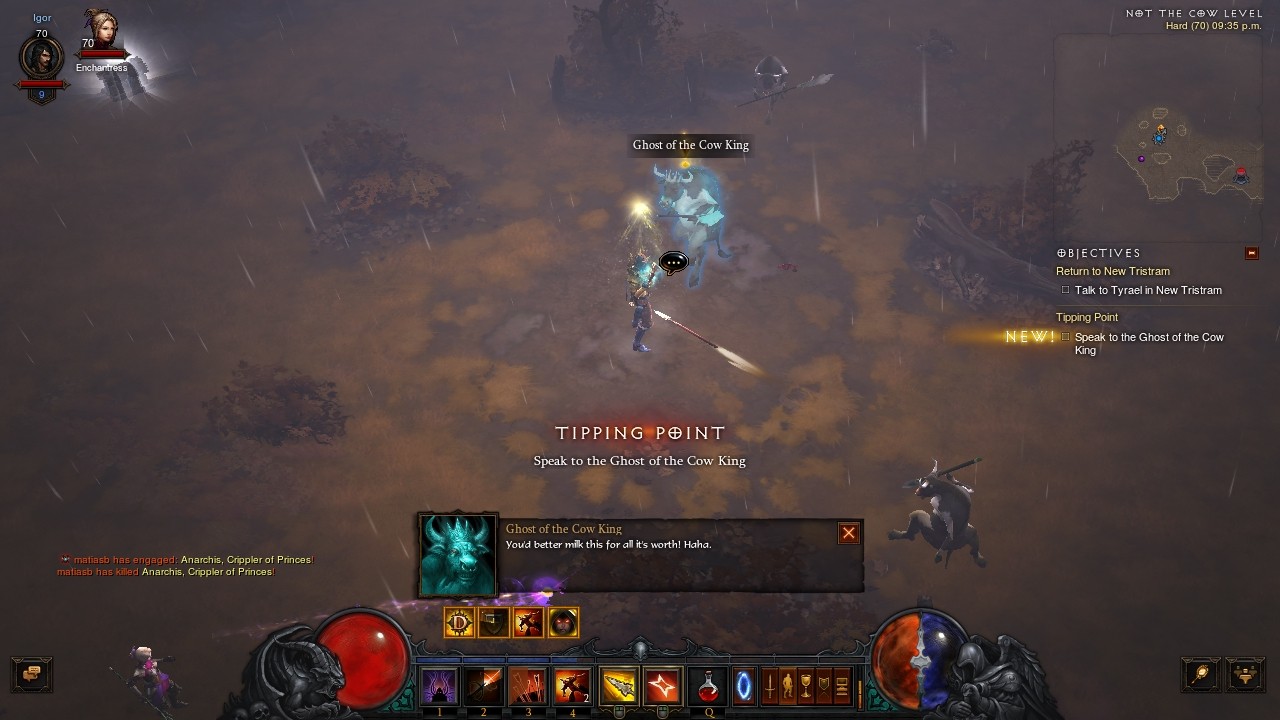 Igor
70
70
Enchantress
9
NOT THE COW LEVEL
Hard (70) 09:35 p.m.
Ghost of the Cow King
OBJECTIVES
Return to New Tristram
Talk to Tyrael in New Tristram
Tipping Point
NEW!
Speak to the Ghost of the Cow
King
TIPPING POINT
Speak to the Ghost of the Cow King
Ghost of the Cow King
You'd better milk this for all it's worth! Haha.
matiasb has engaged: Anarchis, Crippler of Princes!
matiasb has killed Anarchis, Crippler of Princes!
D
2
1 2 3 4 Q